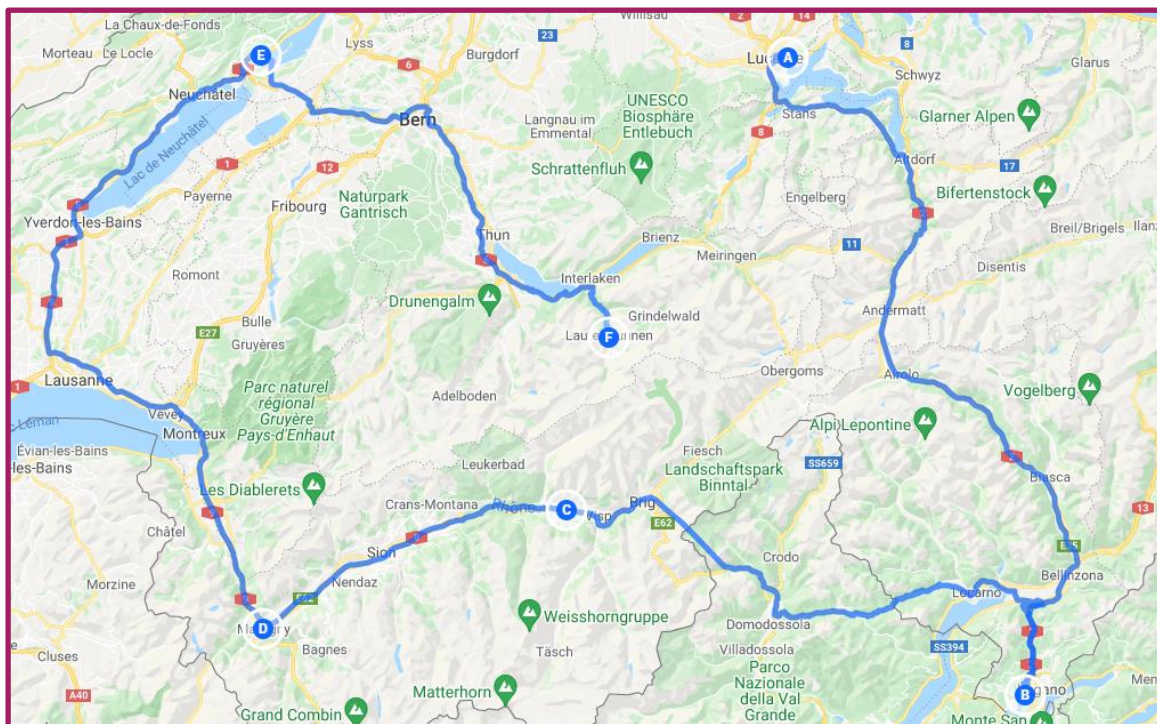 La Chaux-de-Fonds
Morteau
Le Locle
Lyss
Burgdorf
23
Willisau
2
14
8
Schwyz
Glarus
E
6
A
Neuchâtel
Lac de Neuchâtel
Bern
Langnau im
Emmental
UNESCO
Biosphäre
Entlebuch
Stans
8
Glarner Alpen
Altdorf
17
1
12
Schrattenfluh
Payerne
Fribourg
Naturpark
Gantrisch
Engelberg
Bifertenstock
Yverdon-les-Bains
Thun
Brienz
Meiringen
11
Breil/Brigels
Romont
Interlaken
Disentis
Drunengalm
Andermatt
E27
Bulle
Gruyères
F
Grindelwald
Obergoms
Airolo
Vogelberg
1
Lausanne
Parc naturel
régional
Gruyère
Pays-d'Enhaut
Adelboden
Vevey
Montreux
Alpi Lepontine
Évian-les-Bains
-les-Bains
Leukerbad
Fiesch
Landschaftspark
Binntal
SS659
Biasca
Les Diablerets
Crans-Montana
Rhône
C
Brig
E62
13
Châtel
Sion
Crodo
Bellinzona
Morzine
Nendaz
Locarno
D
Weisshorngruppe
Domodossola
Cluses
Bagnes
Täsch
Villadossola
SS394
A40
Matterhorn
Parco
Nazionale
della Val
Grande
B
Grand Combin
Monte San